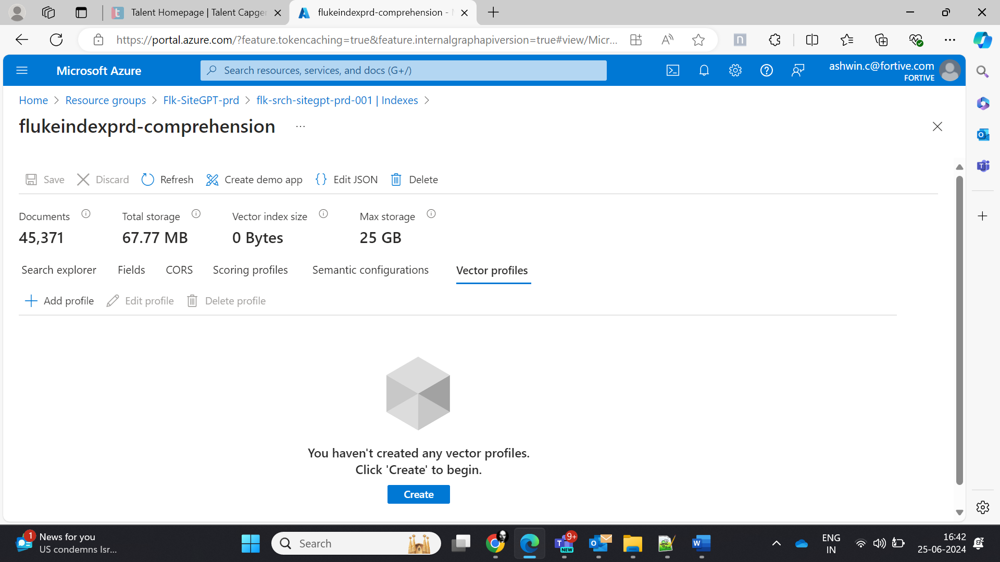 Talent Homepage | Talent Capger
flukeindexprd-comprehension -
https://portal.azure.com/?feature.tokencaching=true&feature.internalgraphapiversion=true#view/Micr...
Microsoft Azure
Search resources, services, and docs (G+/)
ashwin.c@fortive.com
FORTIVE
Home > Resource groups > Flk-SiteGPT-prd > flk-srch-sitegpt-prd-001 | Indexes >
flukeindexprd-comprehension ...
Save Discard Refresh Create demo app {} Edit JSON Delete
Documents Total storage Vector index size Max storage
45,371 67.77 MB 0 Bytes 25 GB
Search explorer Fields CORS Scoring profiles Semantic configurations Vector profiles
Add profile Edit profile Delete profile
You haven't created any vector profiles.
Click 'Create' to begin.
Create
1
News for you
US condemns Isr...
Search
9+
NEW
ENG
IN
16:42
25-06-2024